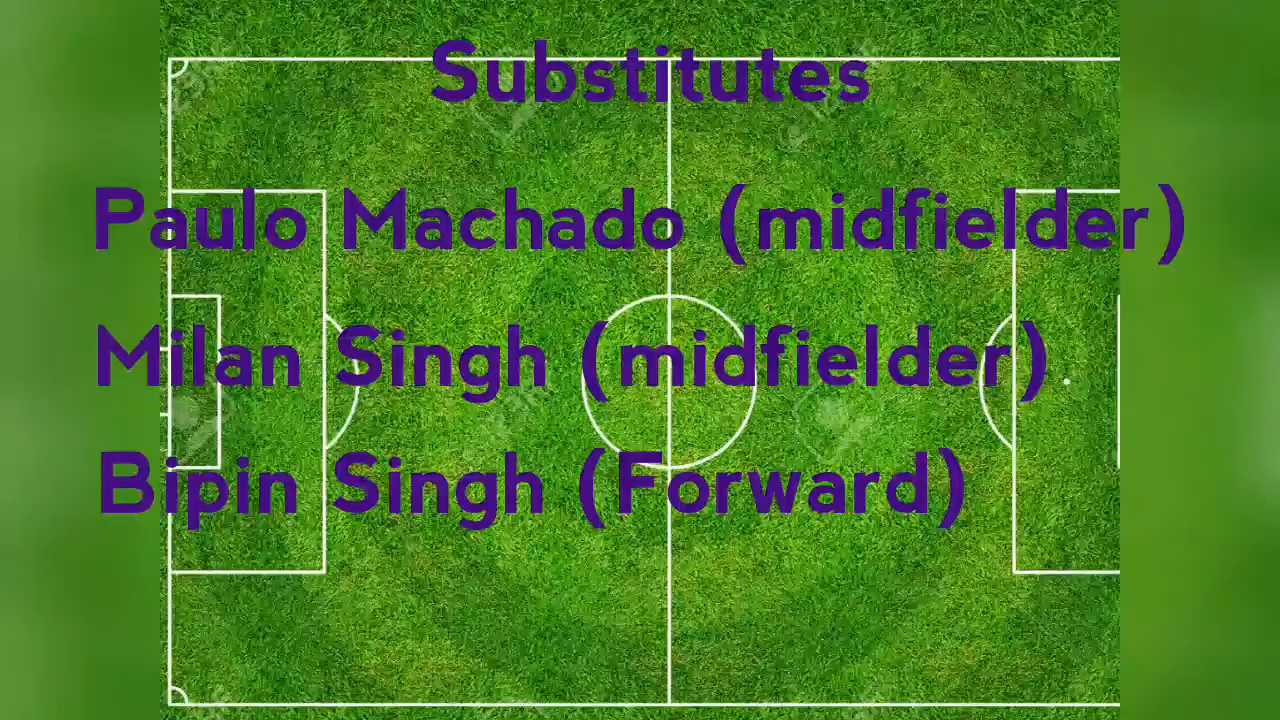 Substitutes
Paulo Machado (midfielder)
Milan Singh (midfielder)
Bipin Singh (Forward)